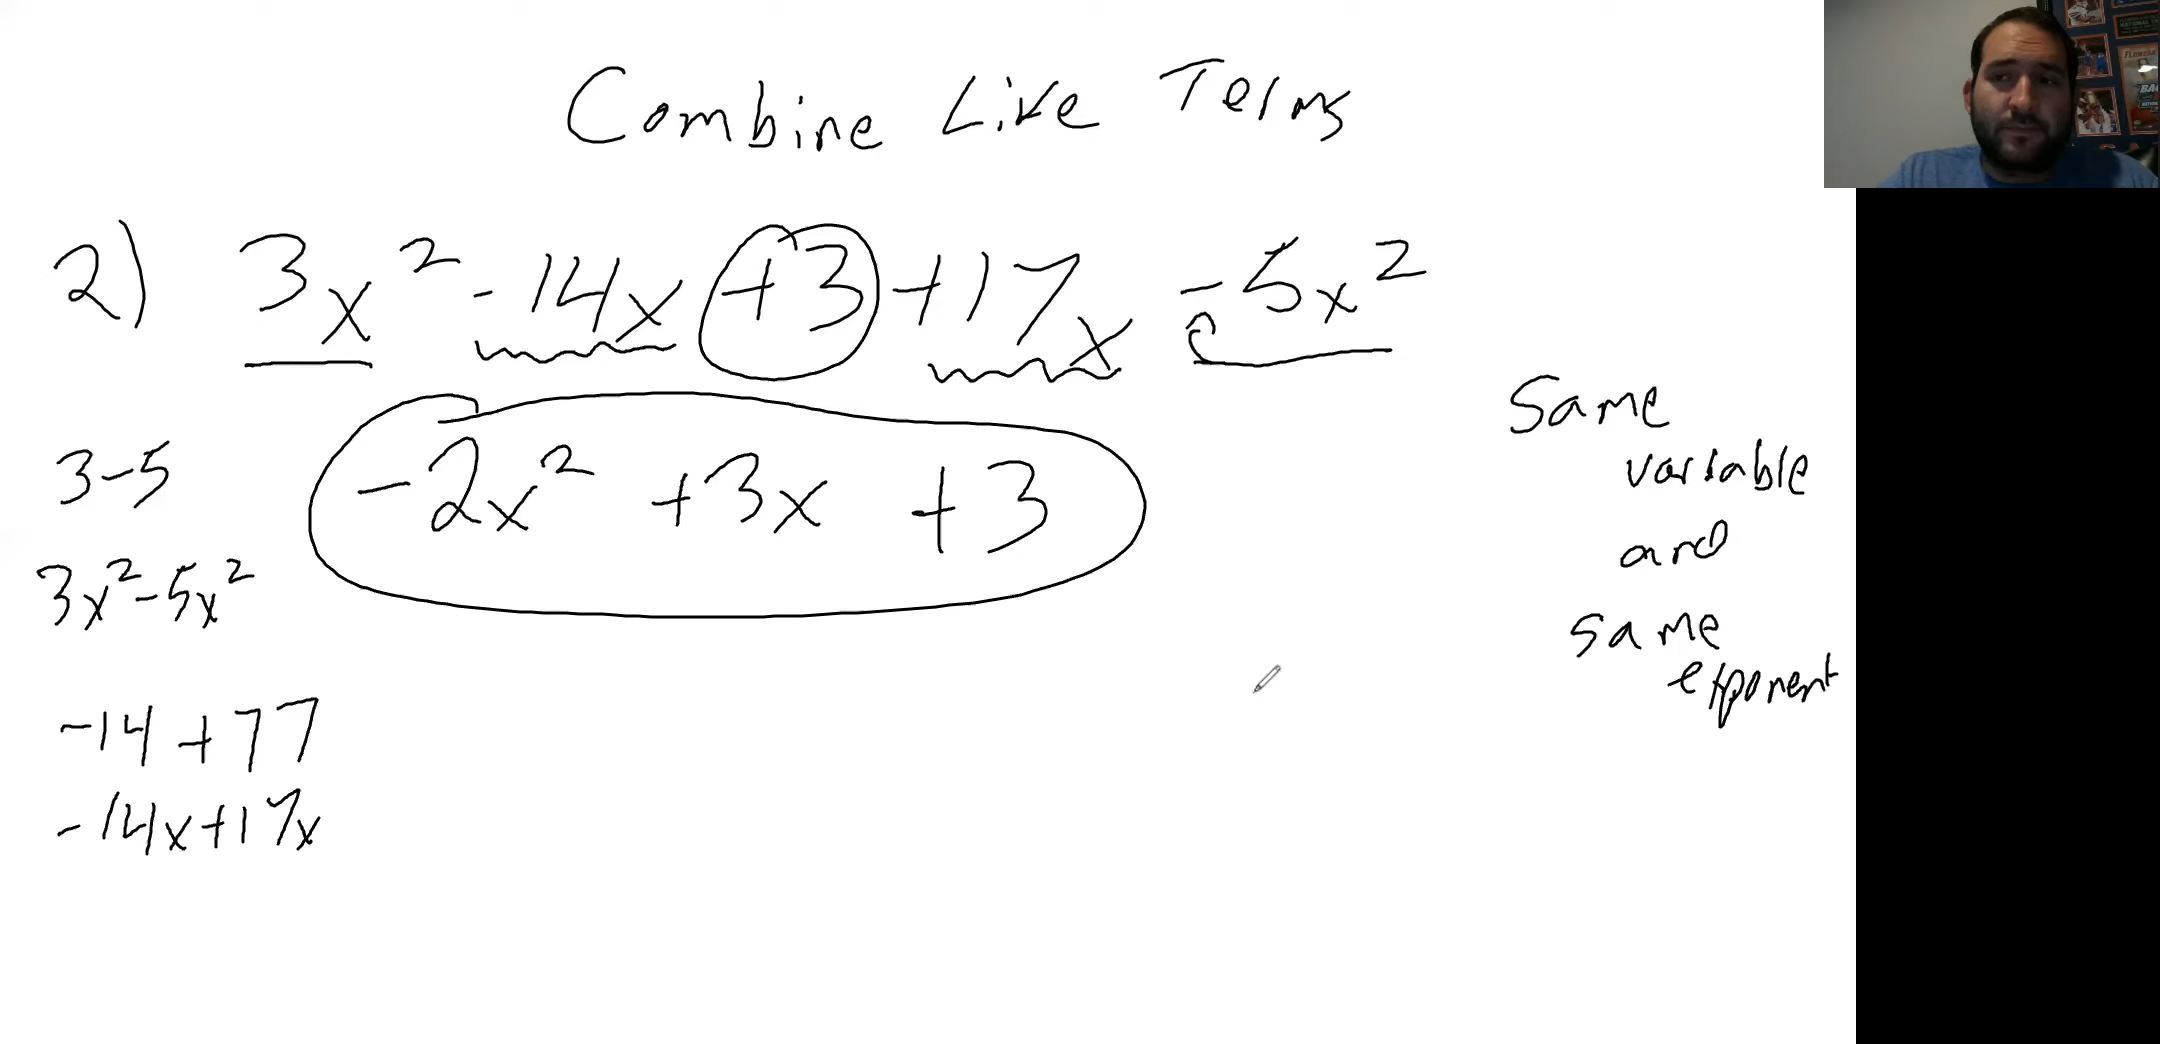 Combine Like Terms
2) 3x² -14x +3 +17x -5x²
3-5
-2x² +3x +3
3x²-5x²
-14+77
-14x+17x
Same
variable
and
same
exponent